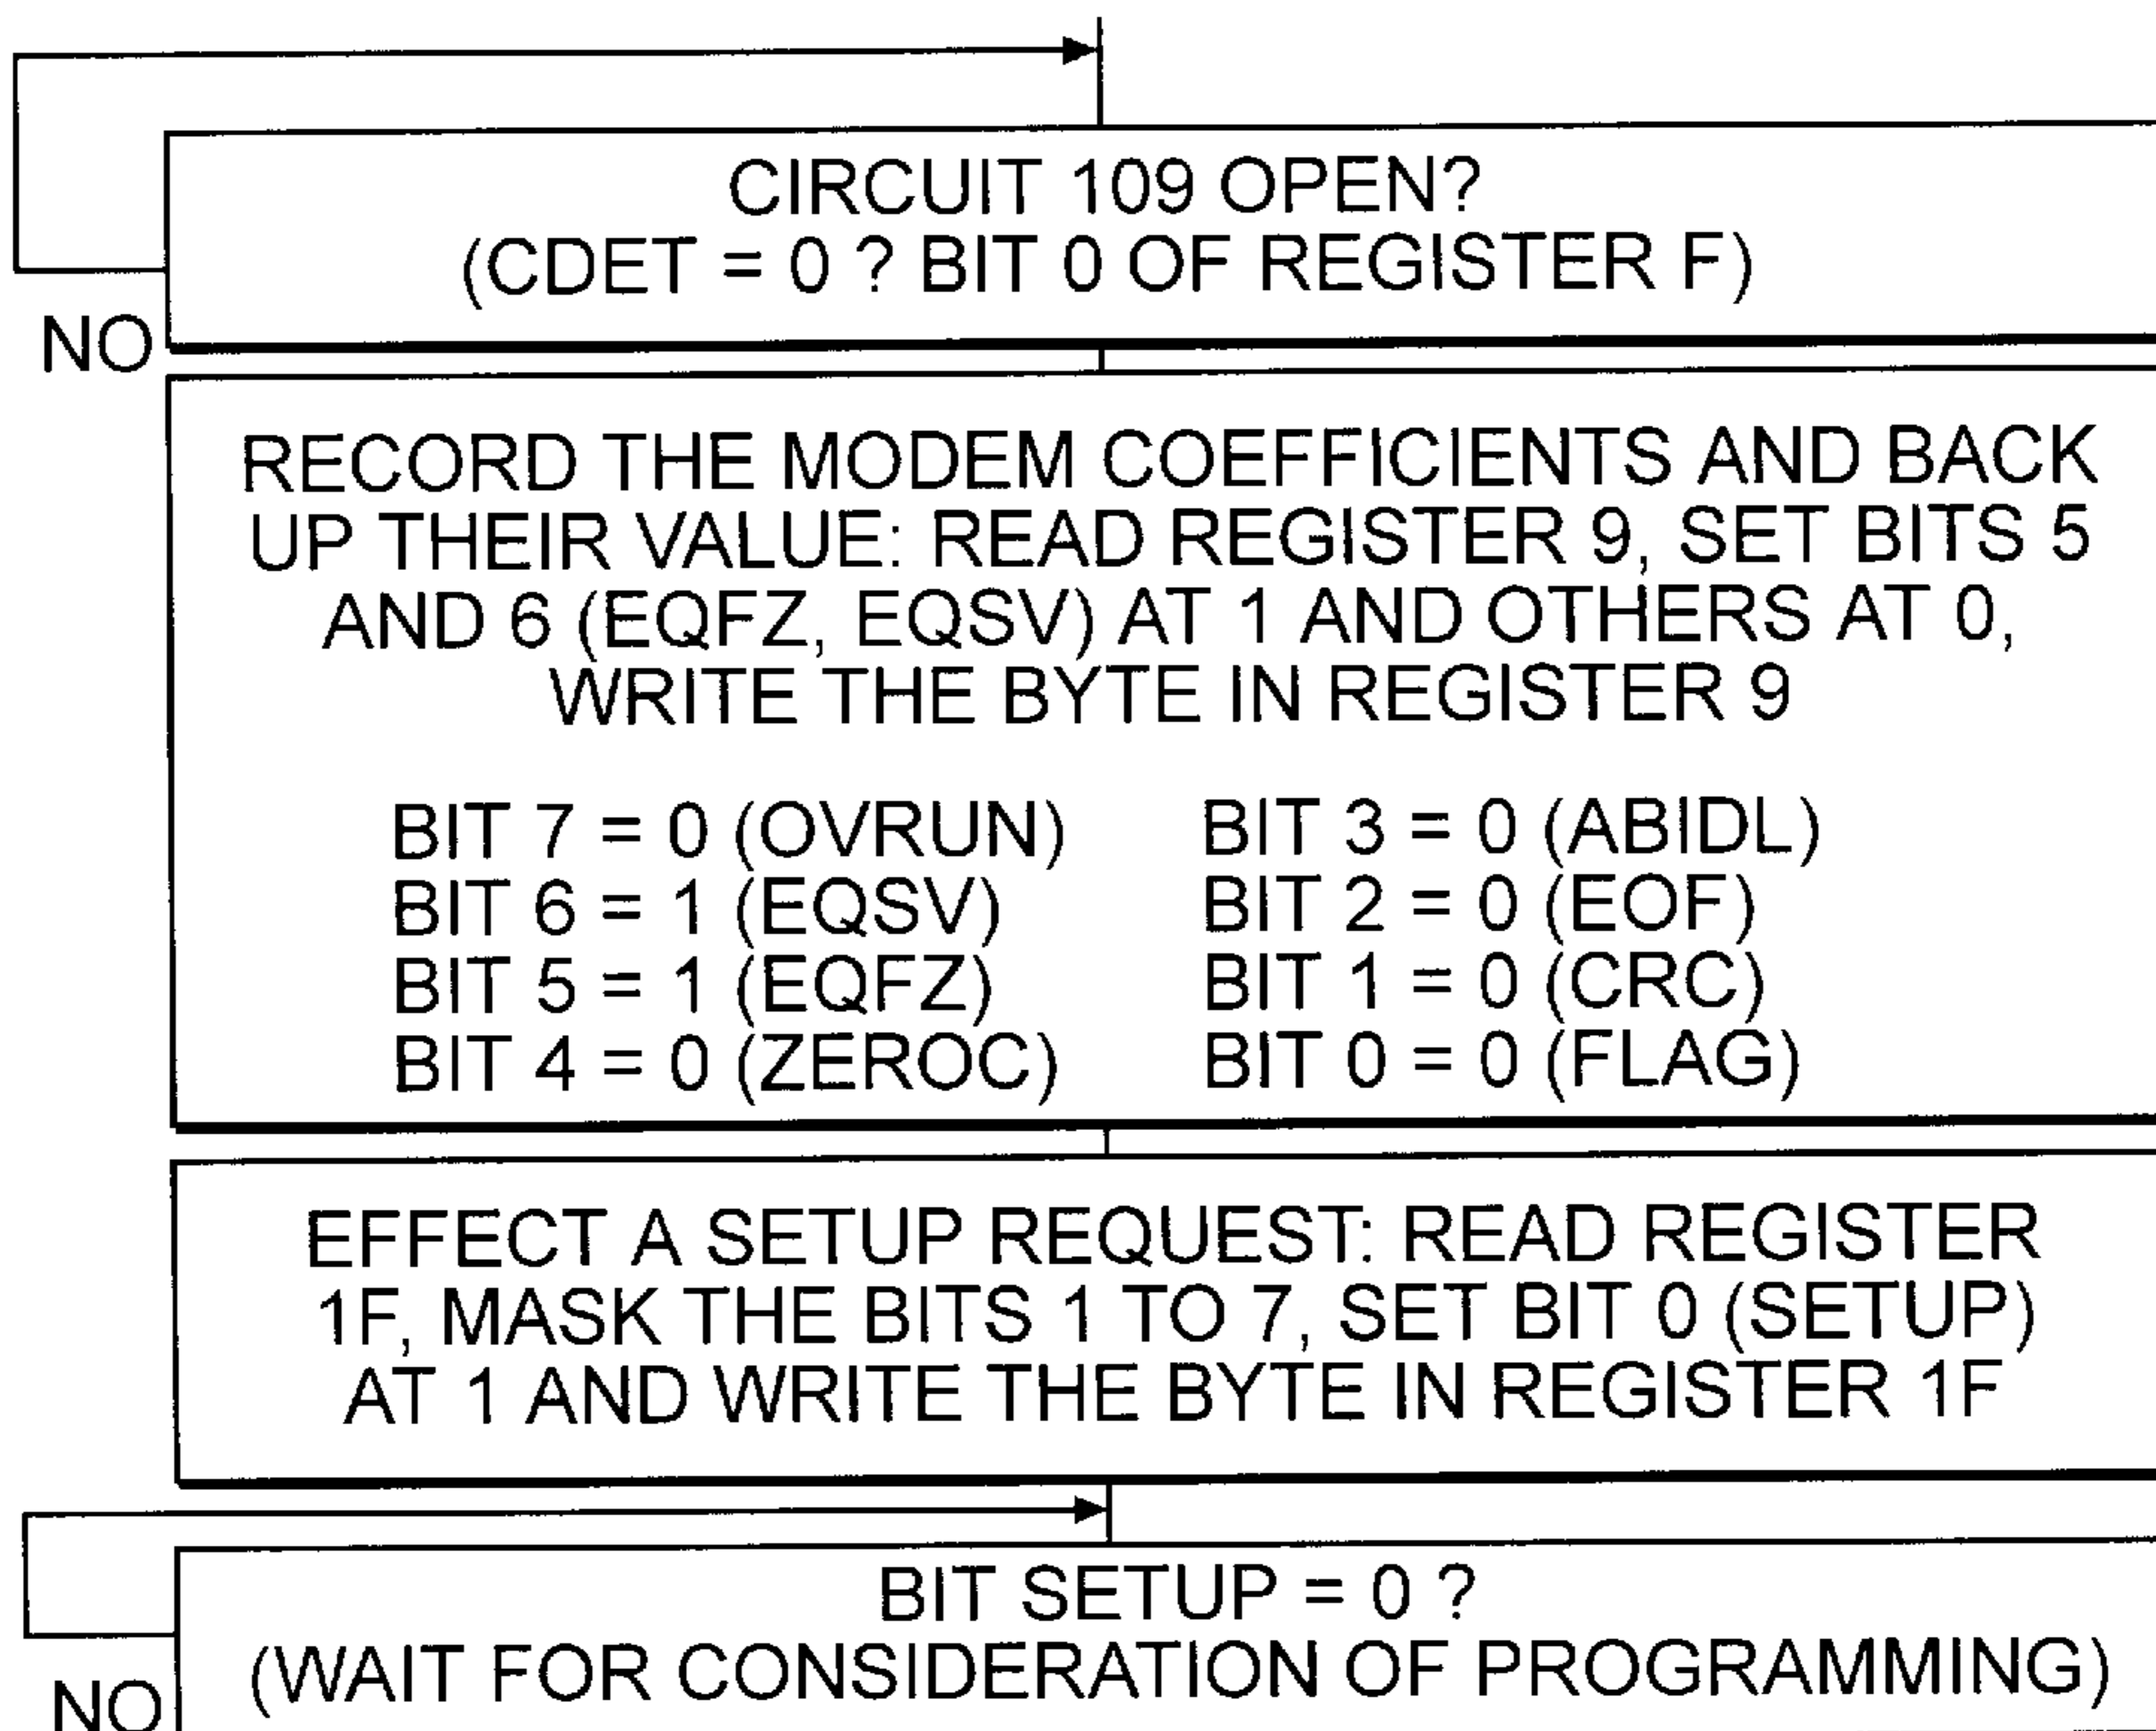 CIRCUIT 109 OPEN?
(CDET = 0 ? BIT 0 OF REGISTER F)
NO
RECORD THE MODEM COEFFICIENTS AND BACK
UP THEIR VALUE: READ REGISTER 9, SET BITS 5
AND 6 (EQFZ, EQSV) AT 1 AND OTHERS AT 0,
WRITE THE BYTE IN REGISTER 9
BIT 7 = 0 (OVRUN) BIT 3 = 0 (ABIDL)
BIT 6 = 1 (EQSV) BIT 2 = 0 (EOF)
BIT 5 = 1 (EQFZ) BIT 1 = 0 (CRC)
BIT 4 = 0 (ZEROC) BIT 0 = 0 (FLAG)
EFFECT A SETUP REQUEST: READ REGISTER
1F, MASK THE BITS 1 TO 7, SET BIT 0 (SETUP)
AT 1 AND WRITE THE BYTE IN REGISTER 1F
BIT SETUP = 0 ?
(WAIT FOR CONSIDERATION OF PROGRAMMING)
NO